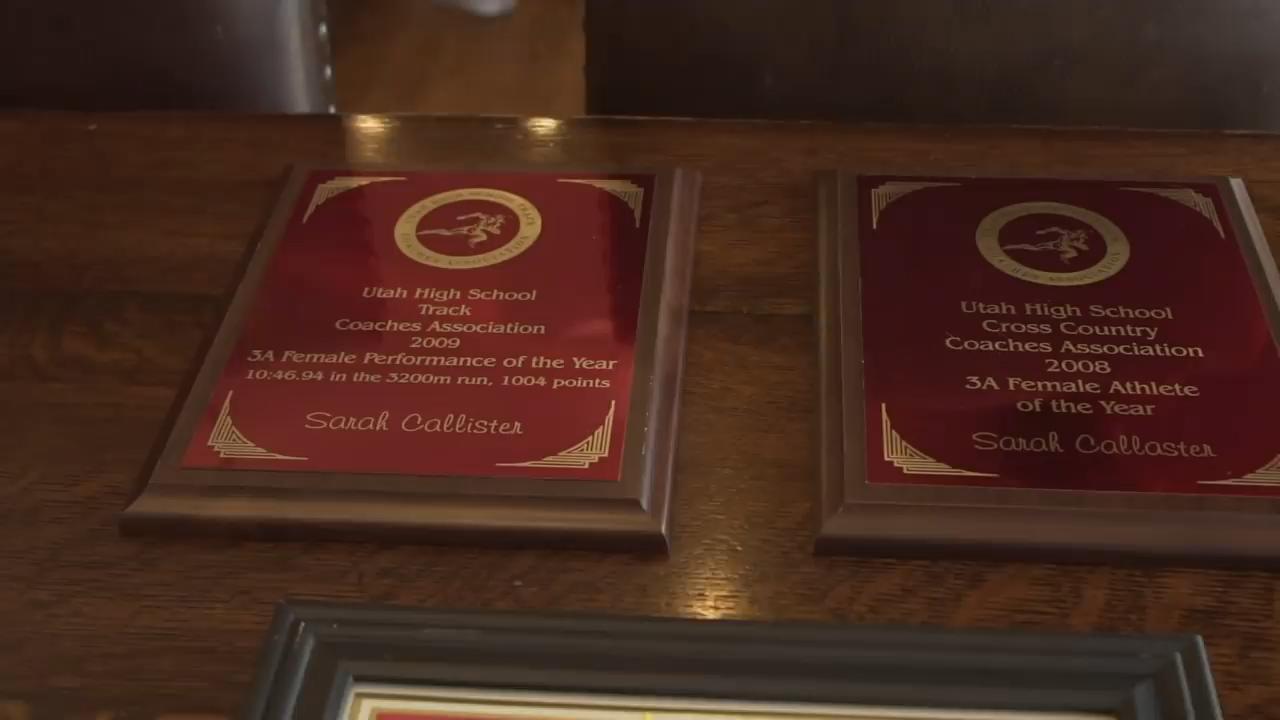 Utah High School
Track
Coaches Association
2009
3A Female Performance of the Year
10:46.94 in the 3200m run, 1004 points
Sarah Callister
COACHES ASSOCIATION
Utah High School
Cross Country
Coaches Association
2008
3A Female Athlete
of the Year
Sarah Callaster